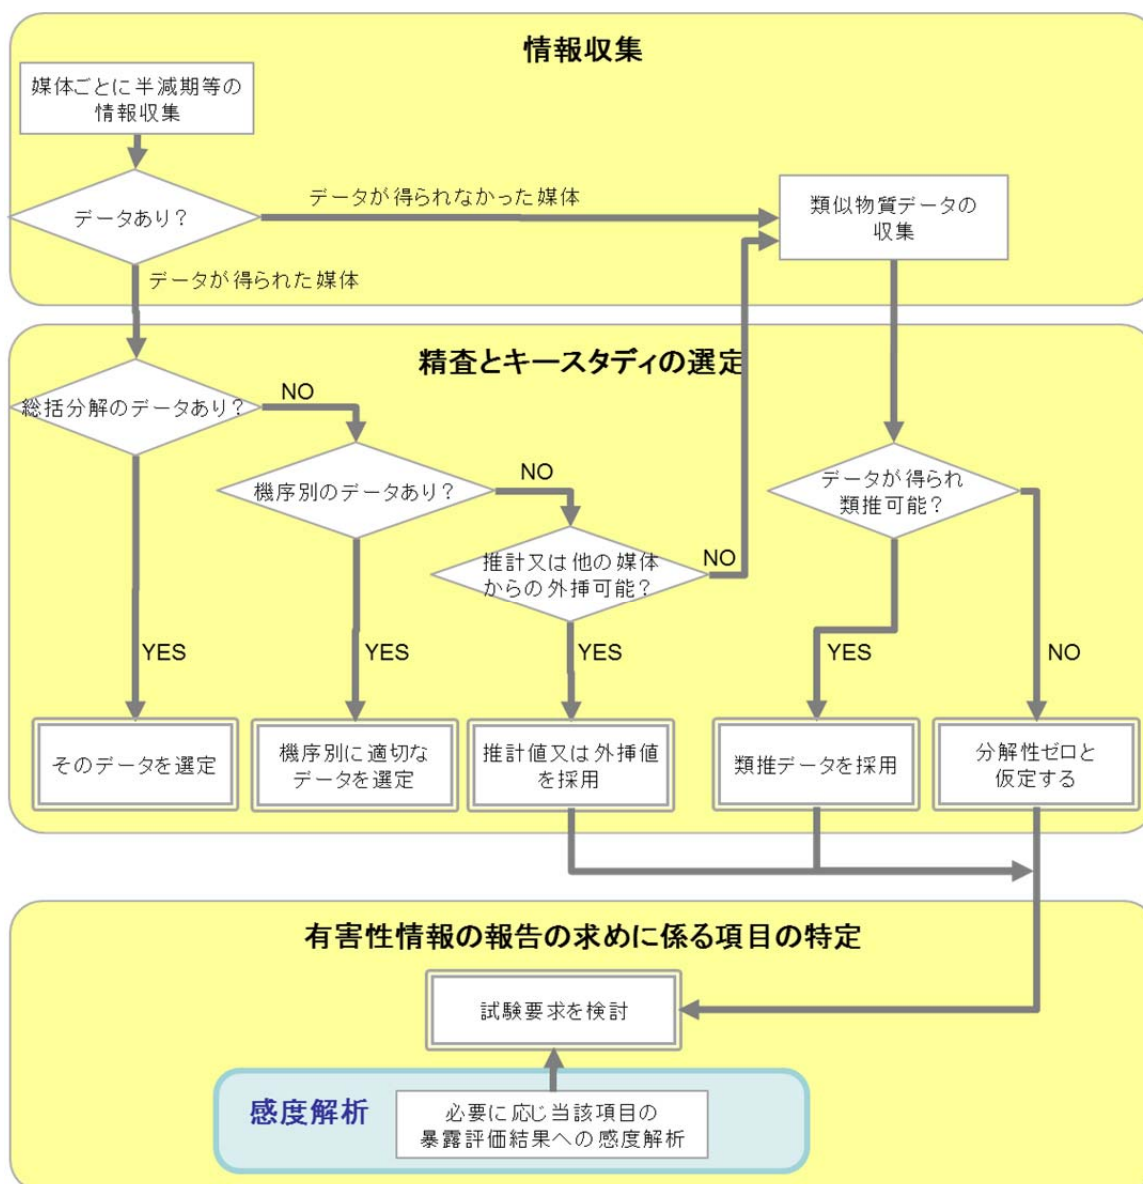 情報収集
媒体ごとに半減期等の
情報収集
データあり?
データが得られなかった媒体
類似物質データの
収集
データが得られた媒体
精査とキースタディの選定
総括分解のデータあり?
NO
機序別のデータあり?
NO
推計又は他の媒体
からの外挿可能?
NO
データが得られ
類推可能?
YES
YES
YES
YES
NO
そのデータを選定
機序別に適切な
データを選定
推計値又は外挿値
を採用
類推データを採用
分解性ゼロと
仮定する
有害性情報の報告の求めに係る項目の特定
試験要求を検討
感度解析
必要に応じ当該項目の
暴露評価結果への感度解析